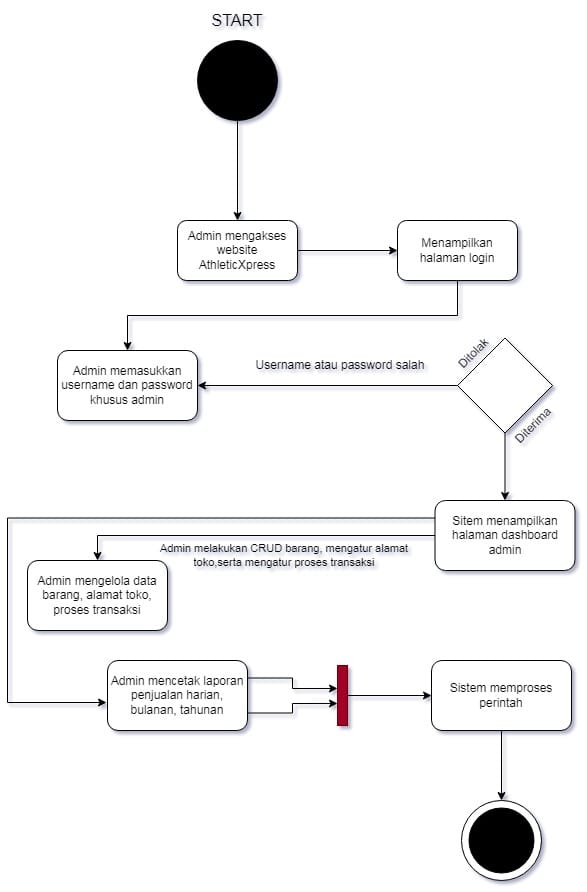 START
Admin mengakses
website
AthleticXpress
Menampilkan
halaman login
Admin memasukkan
username dan password
khusus admin
Username atau password salah
Ditolak
Diterima
Sitem menampilkan
halaman dashboard
admin
Admin melakukan CRUD barang, mengatur alamat
toko,serta mengatur proses transaksi
Admin mengelola data
barang, alamat toko,
proses transaksi
Admin mencetak laporan
penjualan harian,
bulanan, tahunan
Sistem memproses
perintah